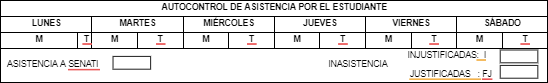 AUTOCONTROL DE ASISTENCIA POR EL ESTUDIANTE
LUNES MARTES MIÉRCOLES JUEVES VIERNES SÁBADO
M T M T M T M T M T M T
ASISTENCIA A SENATI INASISTENCIA INJUSTIFICADAS: I
JUSTIFICADAS : FJ